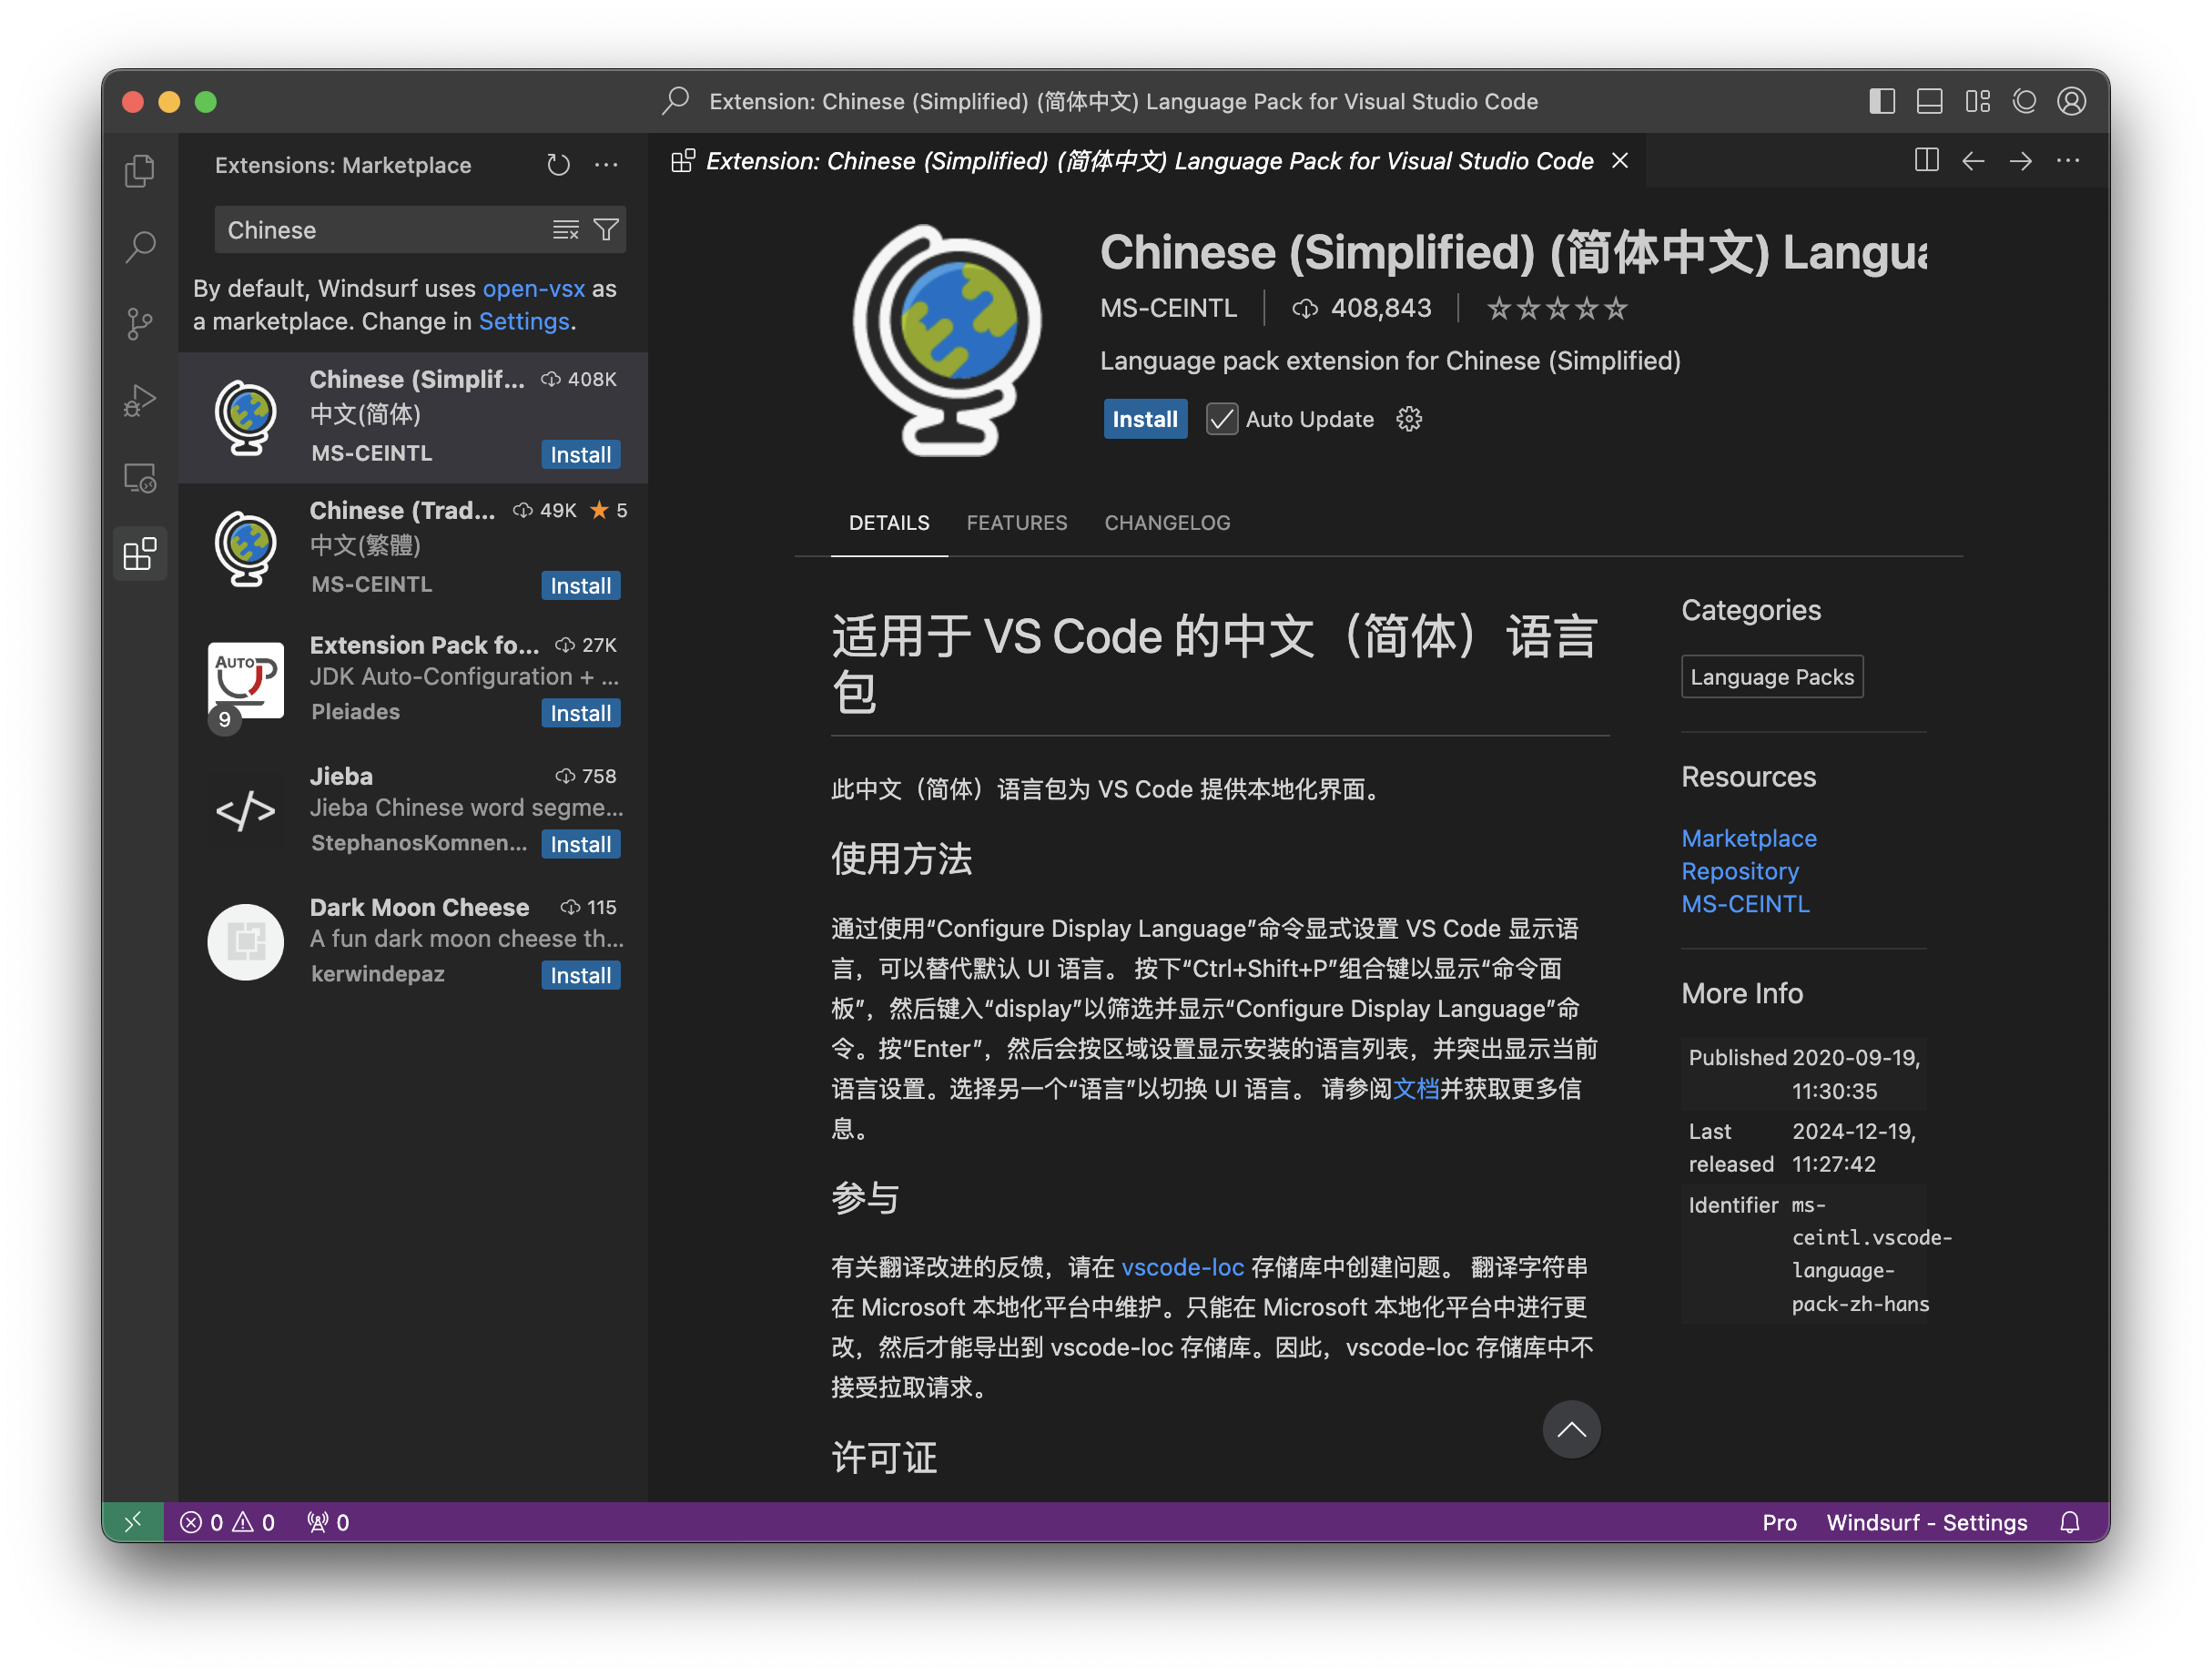 Extension: Chinese (Simplified) (简体中文) Language Pack for Visual Studio Code
Extensions: Marketplace
Chinese
By default, Windsurf uses open-vsx as
a marketplace. Change in Settings.
Chinese (Simplif... 408K
中文(简体)
MS-CEINTL Install
Chinese (Trad... 49K ★ 5
中文(繁體)
MS-CEINTL Install
AUTO
9
Extension Pack fo... 27K
JDK Auto-Configuration + ...
Pleiades Install
Jieba 758
Jieba Chinese word segme...
StephanosKomnen... Install
Dark Moon Cheese 115
A fun dark moon cheese th...
kerwindepaz Install
Extension: Chinese (Simplified) (简体中文) Language Pack for Visual Studio Code
Chinese (Simplified) (简体中文) Langua
MS-CEINTL 408,843
Language pack extension for Chinese (Simplified)
Install Auto Update
DETAILS FEATURES CHANGELOG
适用于 VS Code 的中文（简体）语言
包
此中文（简体）语言包为 VS Code 提供本地化界面。
使用方法
通过使用“Configure Display Language”命令显式设置 VS Code 显示语
言，可以替代默认 UI 语言。 按下“Ctrl+Shift+P”组合键以显示“命令面
板”，然后键入“display”以筛选并显示“Configure Display Language”命
令。按“Enter”，然后会按区域设置显示安装的语言列表，并突出显示当前
语言设置。选择另一个“语言”以切换 UI 语言。 请参阅文档并获取更多信
息。
参与
有关翻译改进的反馈，请在 vscode-loc 存储库中创建问题。 翻译字符串
在 Microsoft 本地化平台中维护。只能在 Microsoft 本地化平台中进行更
改，然后才能导出到 vscode-loc 存储库。因此，vscode-loc 存储库中不
接受拉取请求。
许可证
Categories
Language Packs
Resources
Marketplace
Repository
MS-CEINTL
More Info
Published 2020-09-19,
11:30:35
Last 2024-12-19,
released 11:27:42
Identifier ms-
ceintl.vscode-
language-
pack-zh-hans
0 0 0
Pro Windsurf - Settings